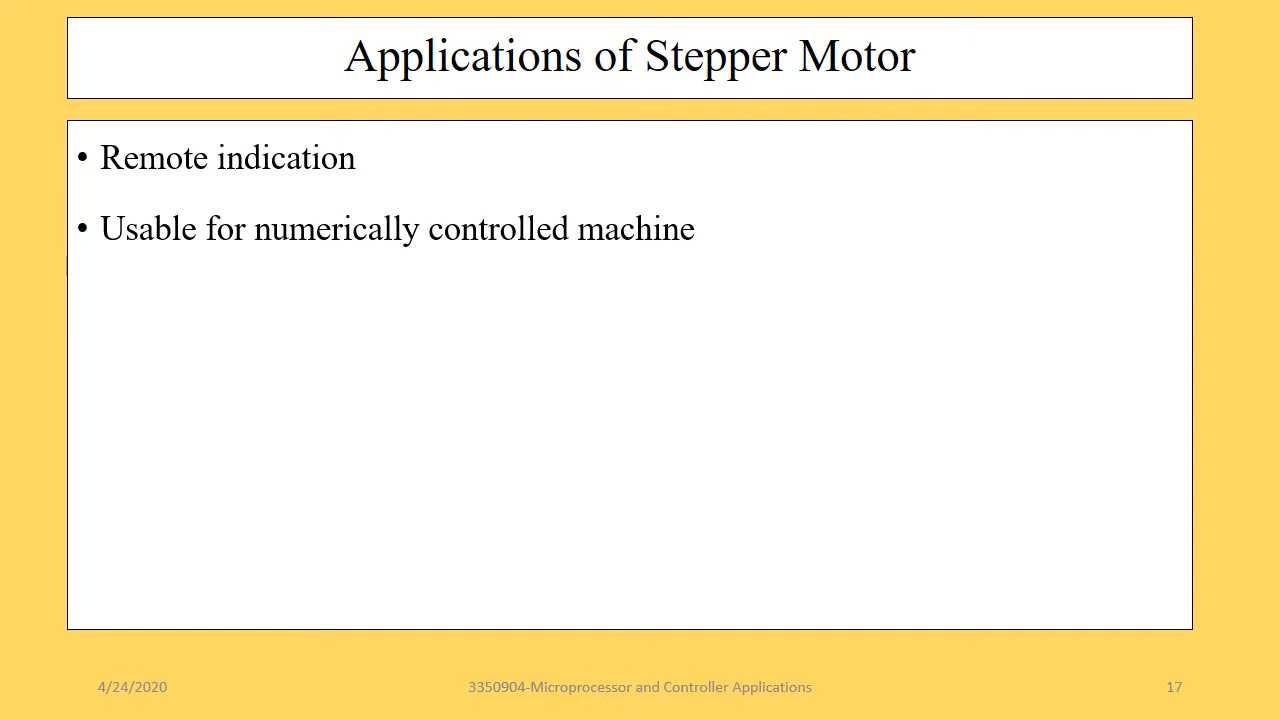 Applications of Stepper Motor
• Remote indication
• Usable for numerically controlled machine
4/24/2020
3350904-Microprocessor and Controller Applications
17